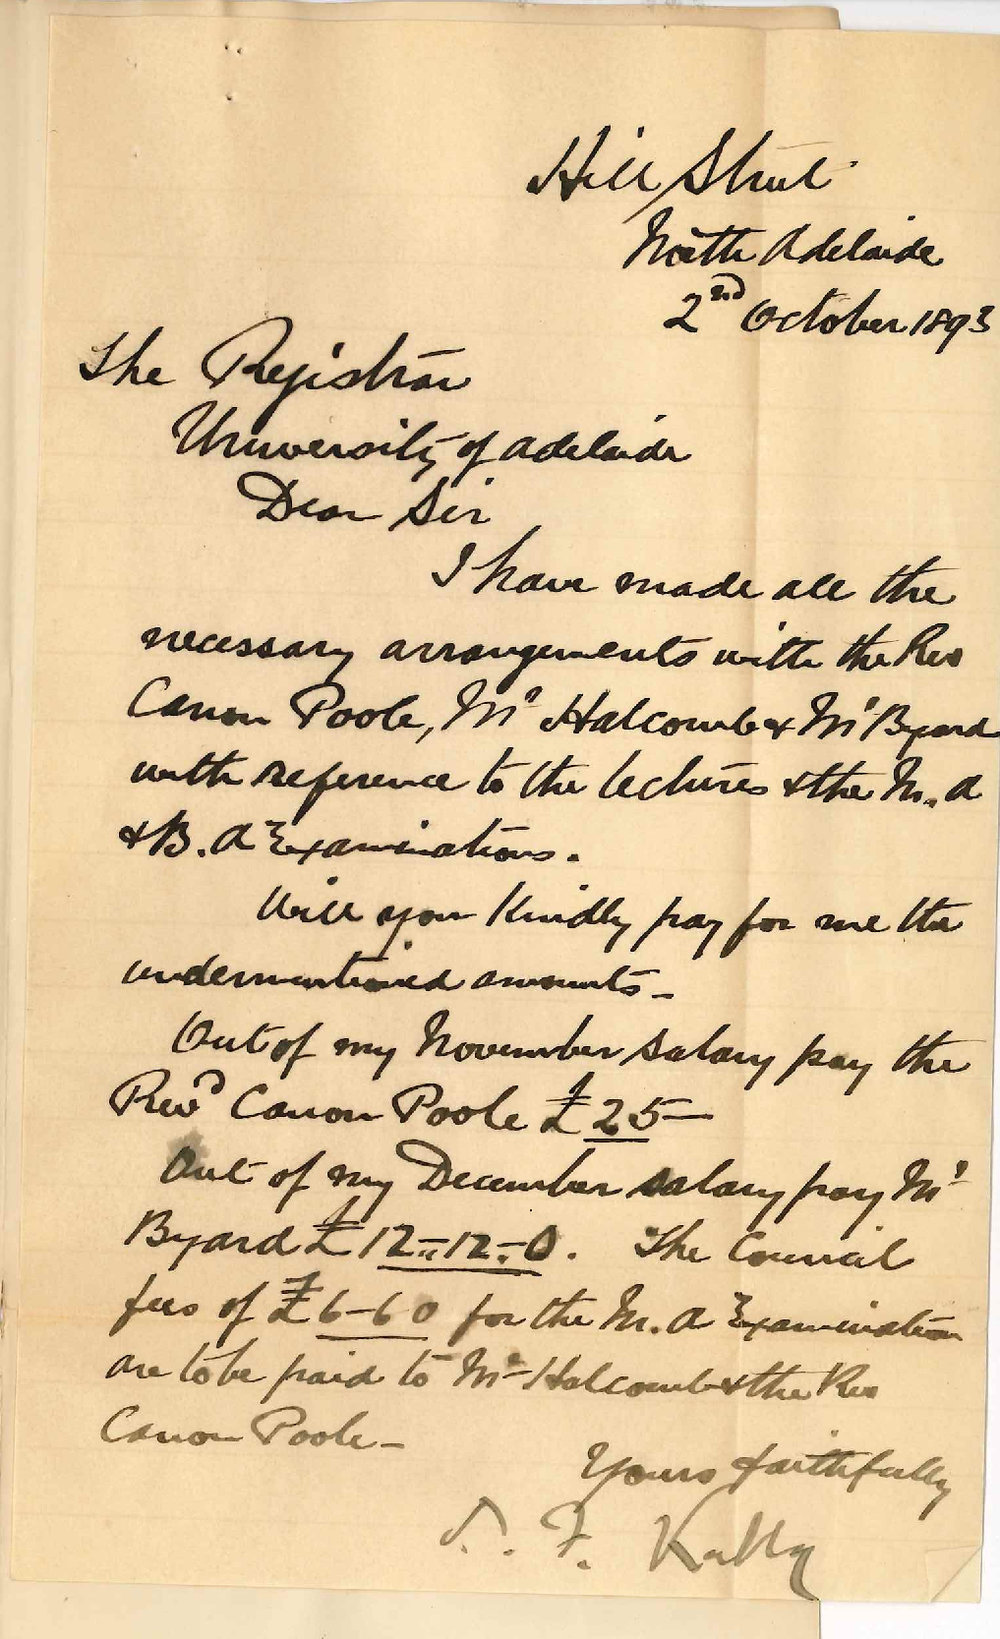 Hill Street
North Adelaide
2nd October 1893
The Registrar
University of Adelaide
Dear Sir
I have made all the
necessary arrangements with the Rev
Canon Poole, Mr Halcomb & Mr Byard
with reference to the lectures & the M.A
& B.A Examinations.
Will you kindly pay for me the
undermentioned amounts -
Out of my November salary pay the
Revd Canon Poole £25 -
Out of my December salary pay Mr
Byard £12-12-0. The Council
fees of £6-6 0 for the M.A Examination
are to be paid to Mr Halcomb & the Rev
Canon Poole -
Yours faithfully
F. Kelly